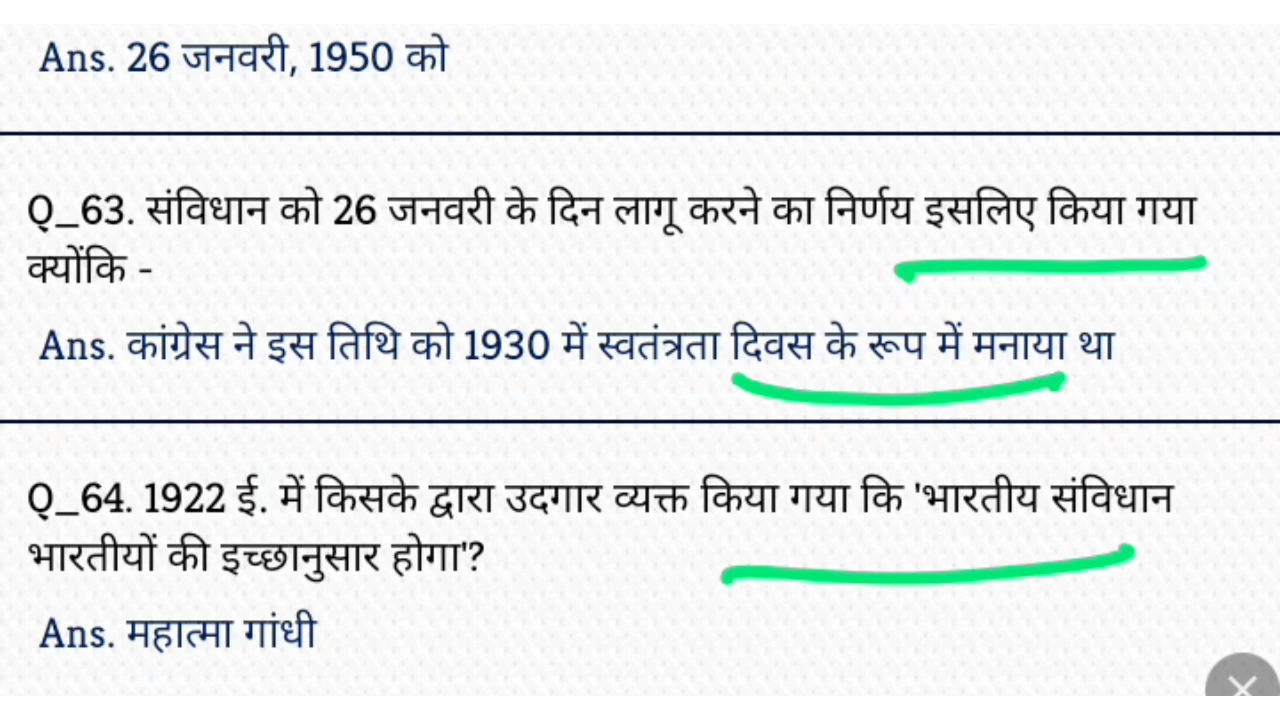 Ans. 26 जनवरी, 1950 को
Q_63. संविधान को 26 जनवरी के दिन लागू करने का निर्णय इसलिए किया गया
क्योंकि -
Ans. कांग्रेस ने इस तिथि को 1930 में स्वतंत्रता दिवस के रूप में मनाया था
Q_64. 1922 ई. में किसके द्वारा उदगार व्यक्त किया गया कि 'भारतीय संविधान
भारतीयों की इच्छानुसार होगा'?
Ans. महात्मा गांधी